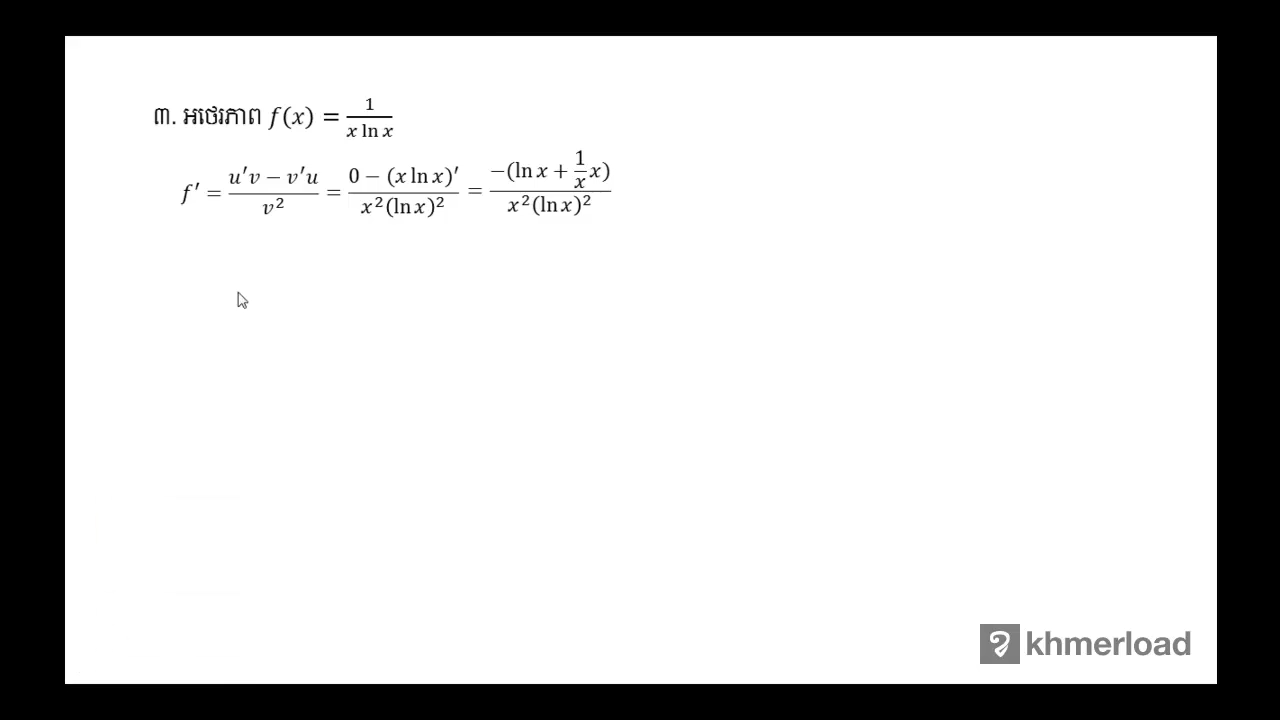 ៣. អថេរភាព f(x) = 1/(x ln x)
f′ = (u′v − v′u)/v² = (0 − (x ln x)′)/(x²(ln x)²) = (−(ln x + (1/x)x))/(x²(ln x)²)
khmerload